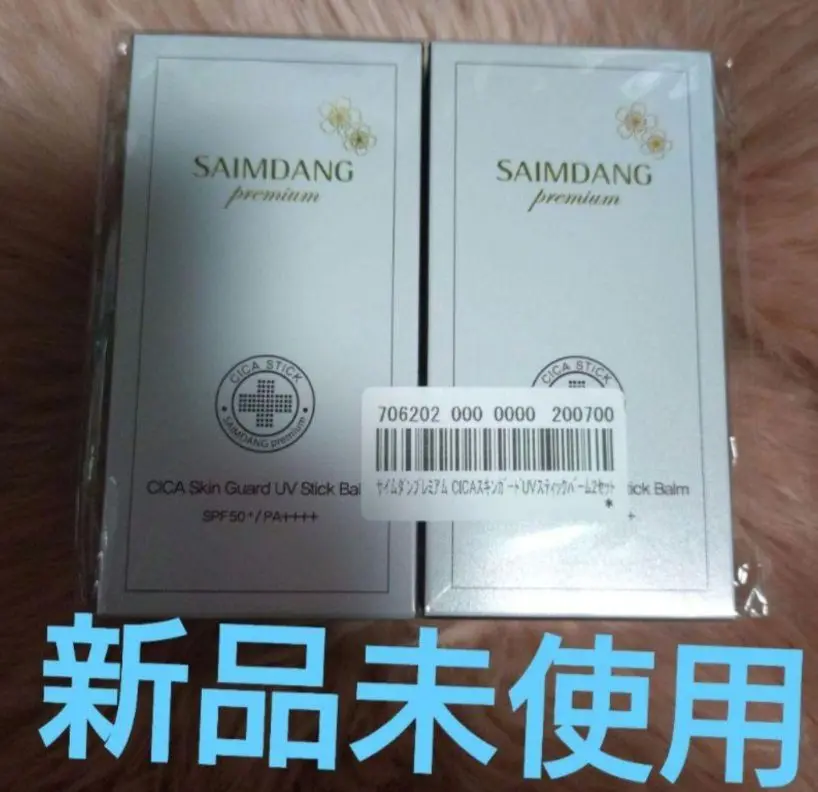 SAIMDANG
premium
CICA STICK
SAIMDANG premium
CICA Skin Guard UV Stick Bal
SPF50+/PA++++
SAIMDANG
premium
CICA STICK
706202 000 0000 200700
ｻｲﾑﾀﾞﾝﾌﾟﾚﾐｱﾑ CICAｽｷﾝｶﾞｰﾄﾞUVｽﾃｨｯｸﾊﾞｰﾑ2ｾｯﾄ
*
tick Balm
+
新品未使用